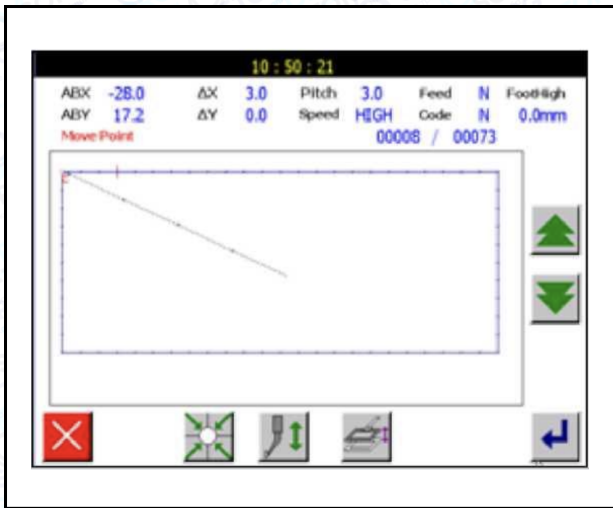 10 : 50 : 21
ABX -28.0 ΔX 3.0 Pitch 3.0 Feed N FootHigh
ABY 17.2 ΔY 0.0 Speed HIGH Code N 0.0mm
Move Point 00008 / 00073